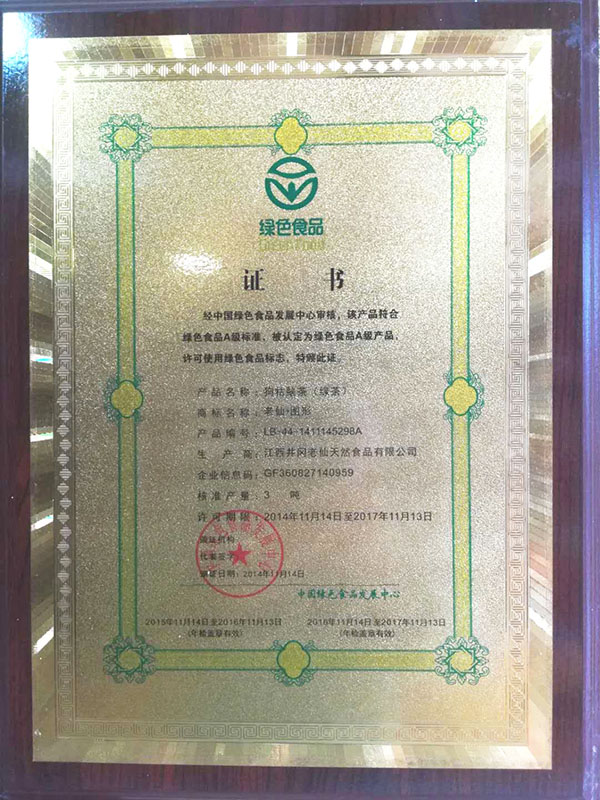 绿色食品
Green Food
证 书
经中国绿色食品发展中心审核，该产品符合
绿色食品A级标准，被认定为绿色食品A级产品，
许可使用绿色食品标志，特颁此证。
产品名称：狗牯脑茶（绿茶）
商标名称：老仙+图形
产品编号：LB-44-1411145298A
生 产 商：江西井冈老仙天然食品有限公司
企业信息码：GF360827140959
核准产量：3 吨
许可期限：2014年11月14日至2017年11月13日
颁证机构
代表签字
颁证日期：2014年11月14日
中国绿色食品发展中心
2015年11月14日至2016年11月13日
(年检盖章有效)
2016年11月14日至2017年11月13日
(年检盖章有效)